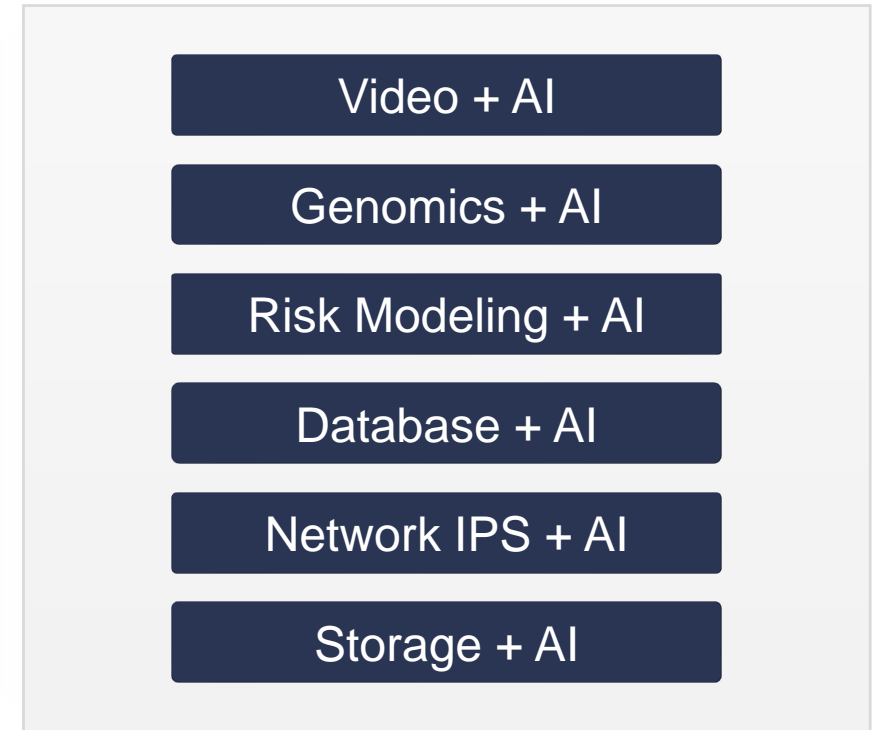 Video + AI
Genomics + AI
Risk Modeling + AI
Database + AI
Network IPS + AI
Storage + AI